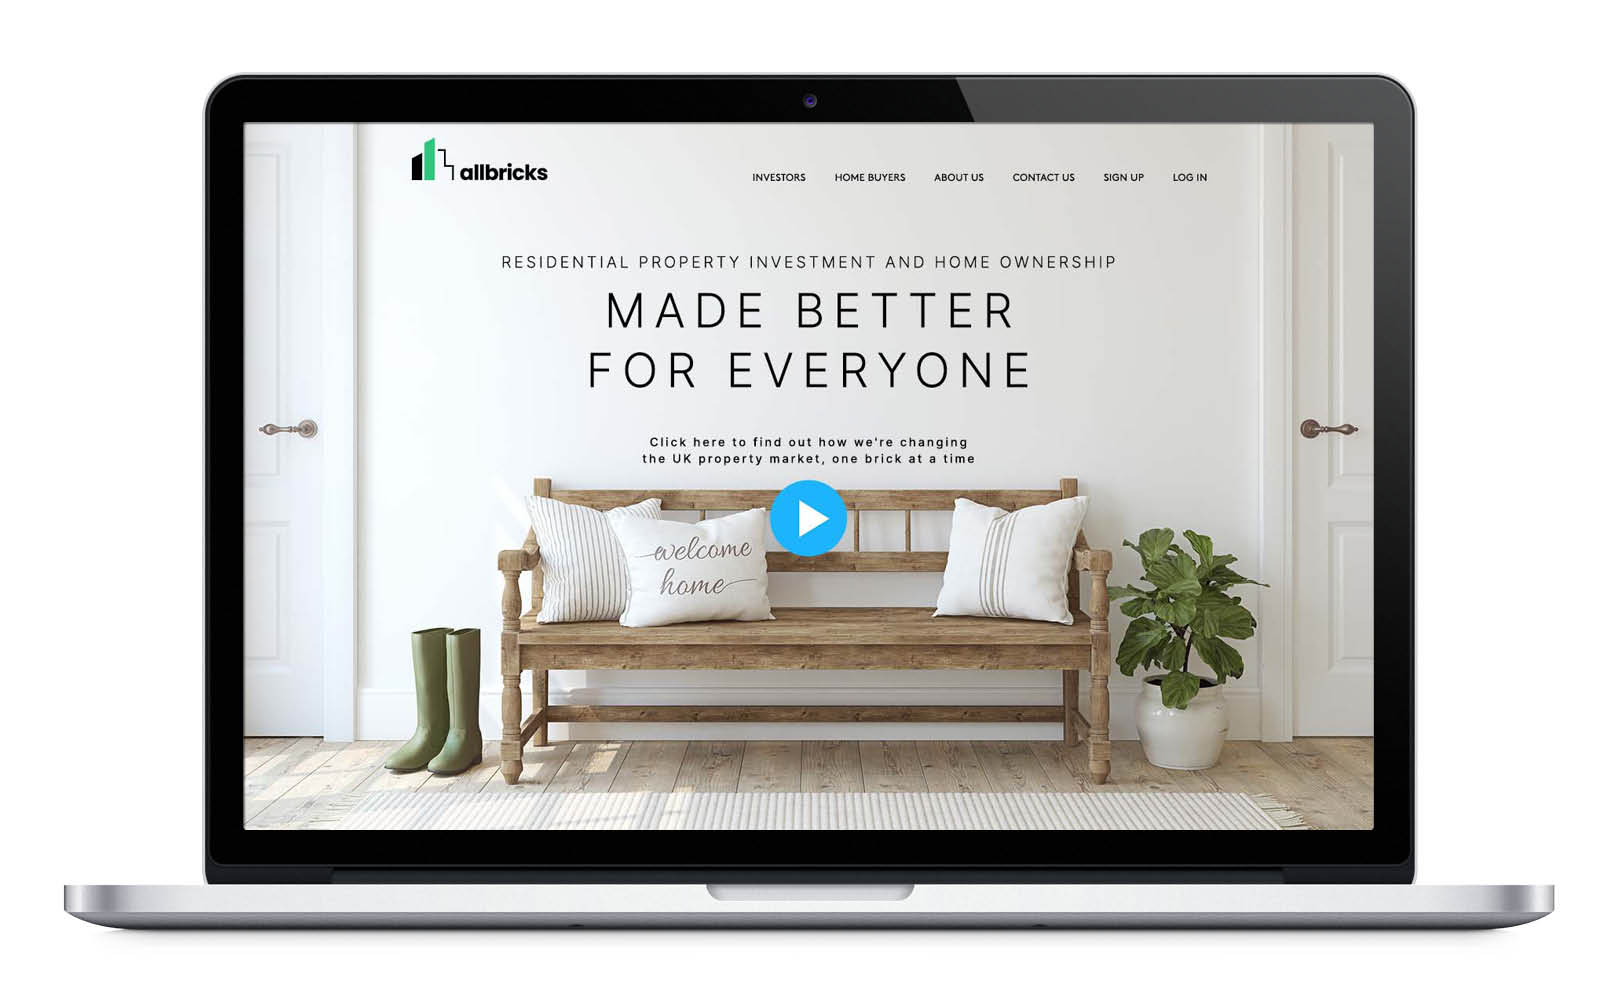 allbricks
INVESTORS HOME BUYERS ABOUT US CONTACT US SIGN UP LOG IN
RESIDENTIAL PROPERTY INVESTMENT AND HOME OWNERSHIP
MADE BETTER
FOR EVERYONE
Click here to find out how we're changing
the UK property market, one brick at a time
welcome
home